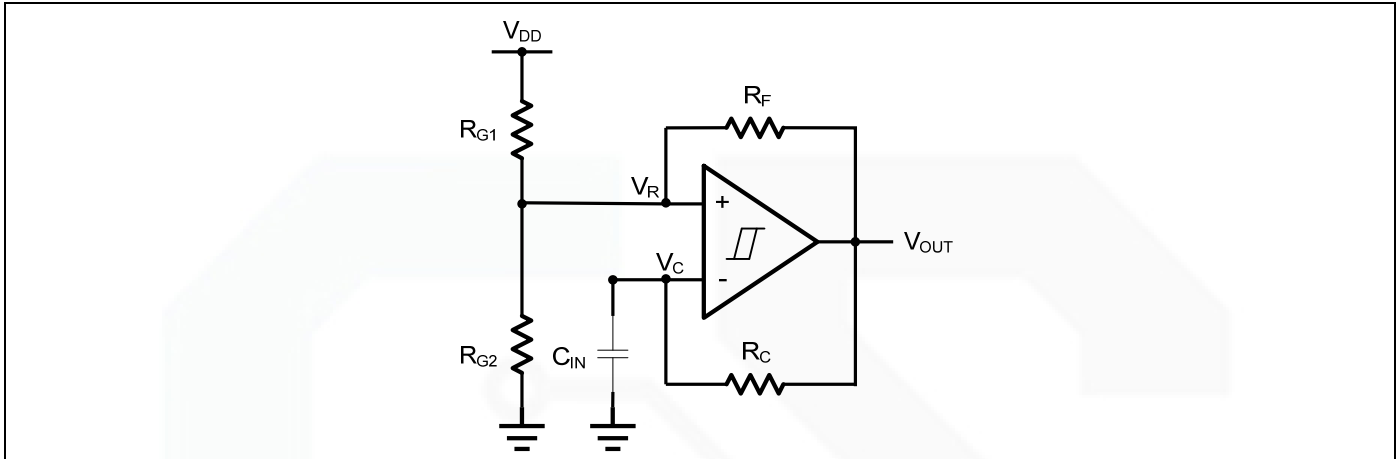 V_DD
R_F
R_G1
V_R
+
V_OUT
V_C
-
R_G2
C_IN
R_C